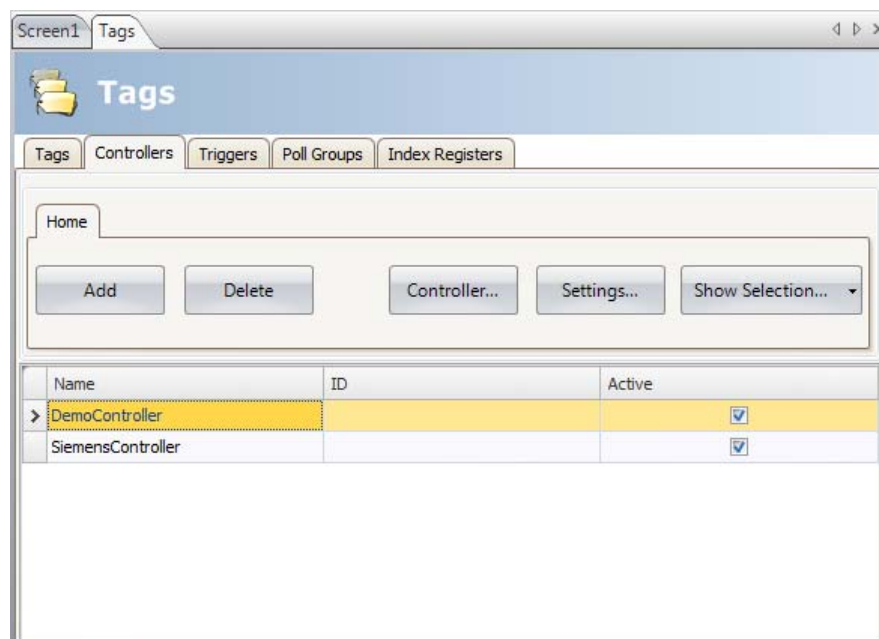 Screen1 Tags
Tags
Tags Controllers Triggers Poll Groups Index Registers
Home
Add Delete Controller... Settings... Show Selection...
Name ID Active
DemoController
SiemensController